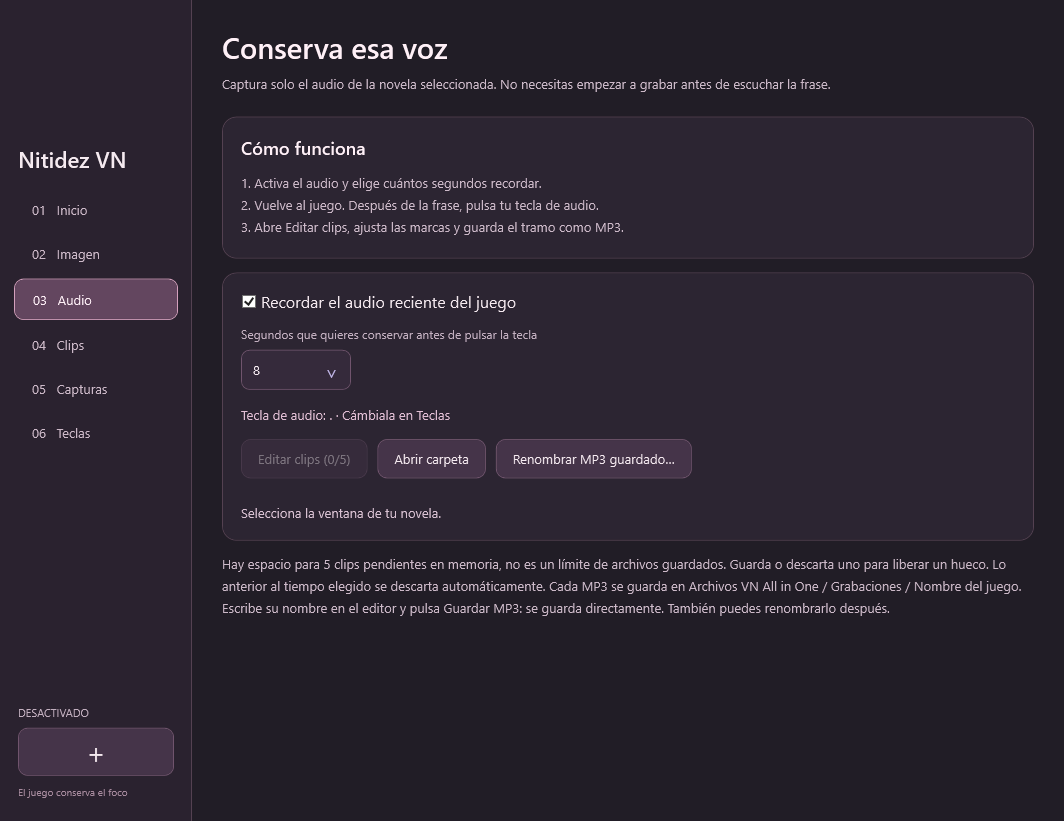 Nitidez VN
01 Inicio
02 Imagen
03 Audio
04 Clips
05 Capturas
06 Teclas
DESACTIVADO
+
El juego conserva el foco
Conserva esa voz
Captura solo el audio de la novela seleccionada. No necesitas empezar a grabar antes de escuchar la frase.
Cómo funciona
1. Activa el audio y elige cuántos segundos recordar.
2. Vuelve al juego. Después de la frase, pulsa tu tecla de audio.
3. Abre Editar clips, ajusta las marcas y guarda el tramo como MP3.
Recordar el audio reciente del juego
Segundos que quieres conservar antes de pulsar la tecla
8
Tecla de audio: . · Cámbiala en Teclas
Editar clips (0/5) Abrir carpeta Renombrar MP3 guardado...
Selecciona la ventana de tu novela.
Hay espacio para 5 clips pendientes en memoria, no es un límite de archivos guardados. Guarda o descarta uno para liberar un hueco. Lo
anterior al tiempo elegido se descarta automáticamente. Cada MP3 se guarda en Archivos VN All in One / Grabaciones / Nombre del juego.
Escribe su nombre en el editor y pulsa Guardar MP3: se guarda directamente. También puedes renombrarlo después.